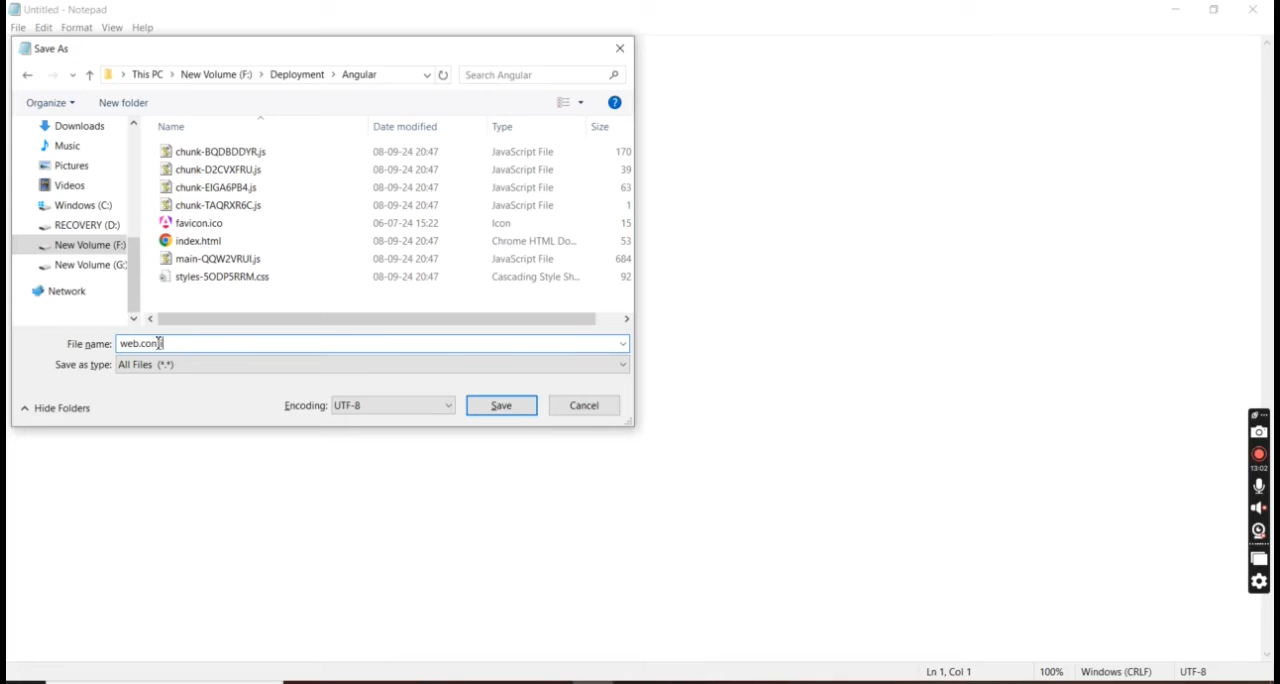 Untitled - Notepad
File Edit Format View Help
Save As
This PC > New Volume (F:) > Deployment > Angular
Search Angular
Organize New folder
?
Name Date modified Type Size
chunk-BQDBDDYR.js 08-09-24 20:47 JavaScript File 170
chunk-D2CVXFRU.js 08-09-24 20:47 JavaScript File 39
chunk-EIGA6PB4.js 08-09-24 20:47 JavaScript File 63
chunk-TAQRXR6C.js 08-09-24 20:47 JavaScript File 1
favicon.ico 06-07-24 15:22 Icon 15
index.html 08-09-24 20:47 Chrome HTML Do... 53
main-QQW2VRUI.js 08-09-24 20:47 JavaScript File 684
styles-5ODP5RRM.css 08-09-24 20:47 Cascading Style Sh... 92
Downloads
Music
Pictures
Videos
Windows (C:)
RECOVERY (D:)
New Volume (F:)
New Volume (G:
Network
File name:
Save as type: All Files (*.*)
Hide Folders
Encoding: UTF-8 Save Cancel
13:02
Ln 1, Col 1 100% Windows (CRLF) UTF-8